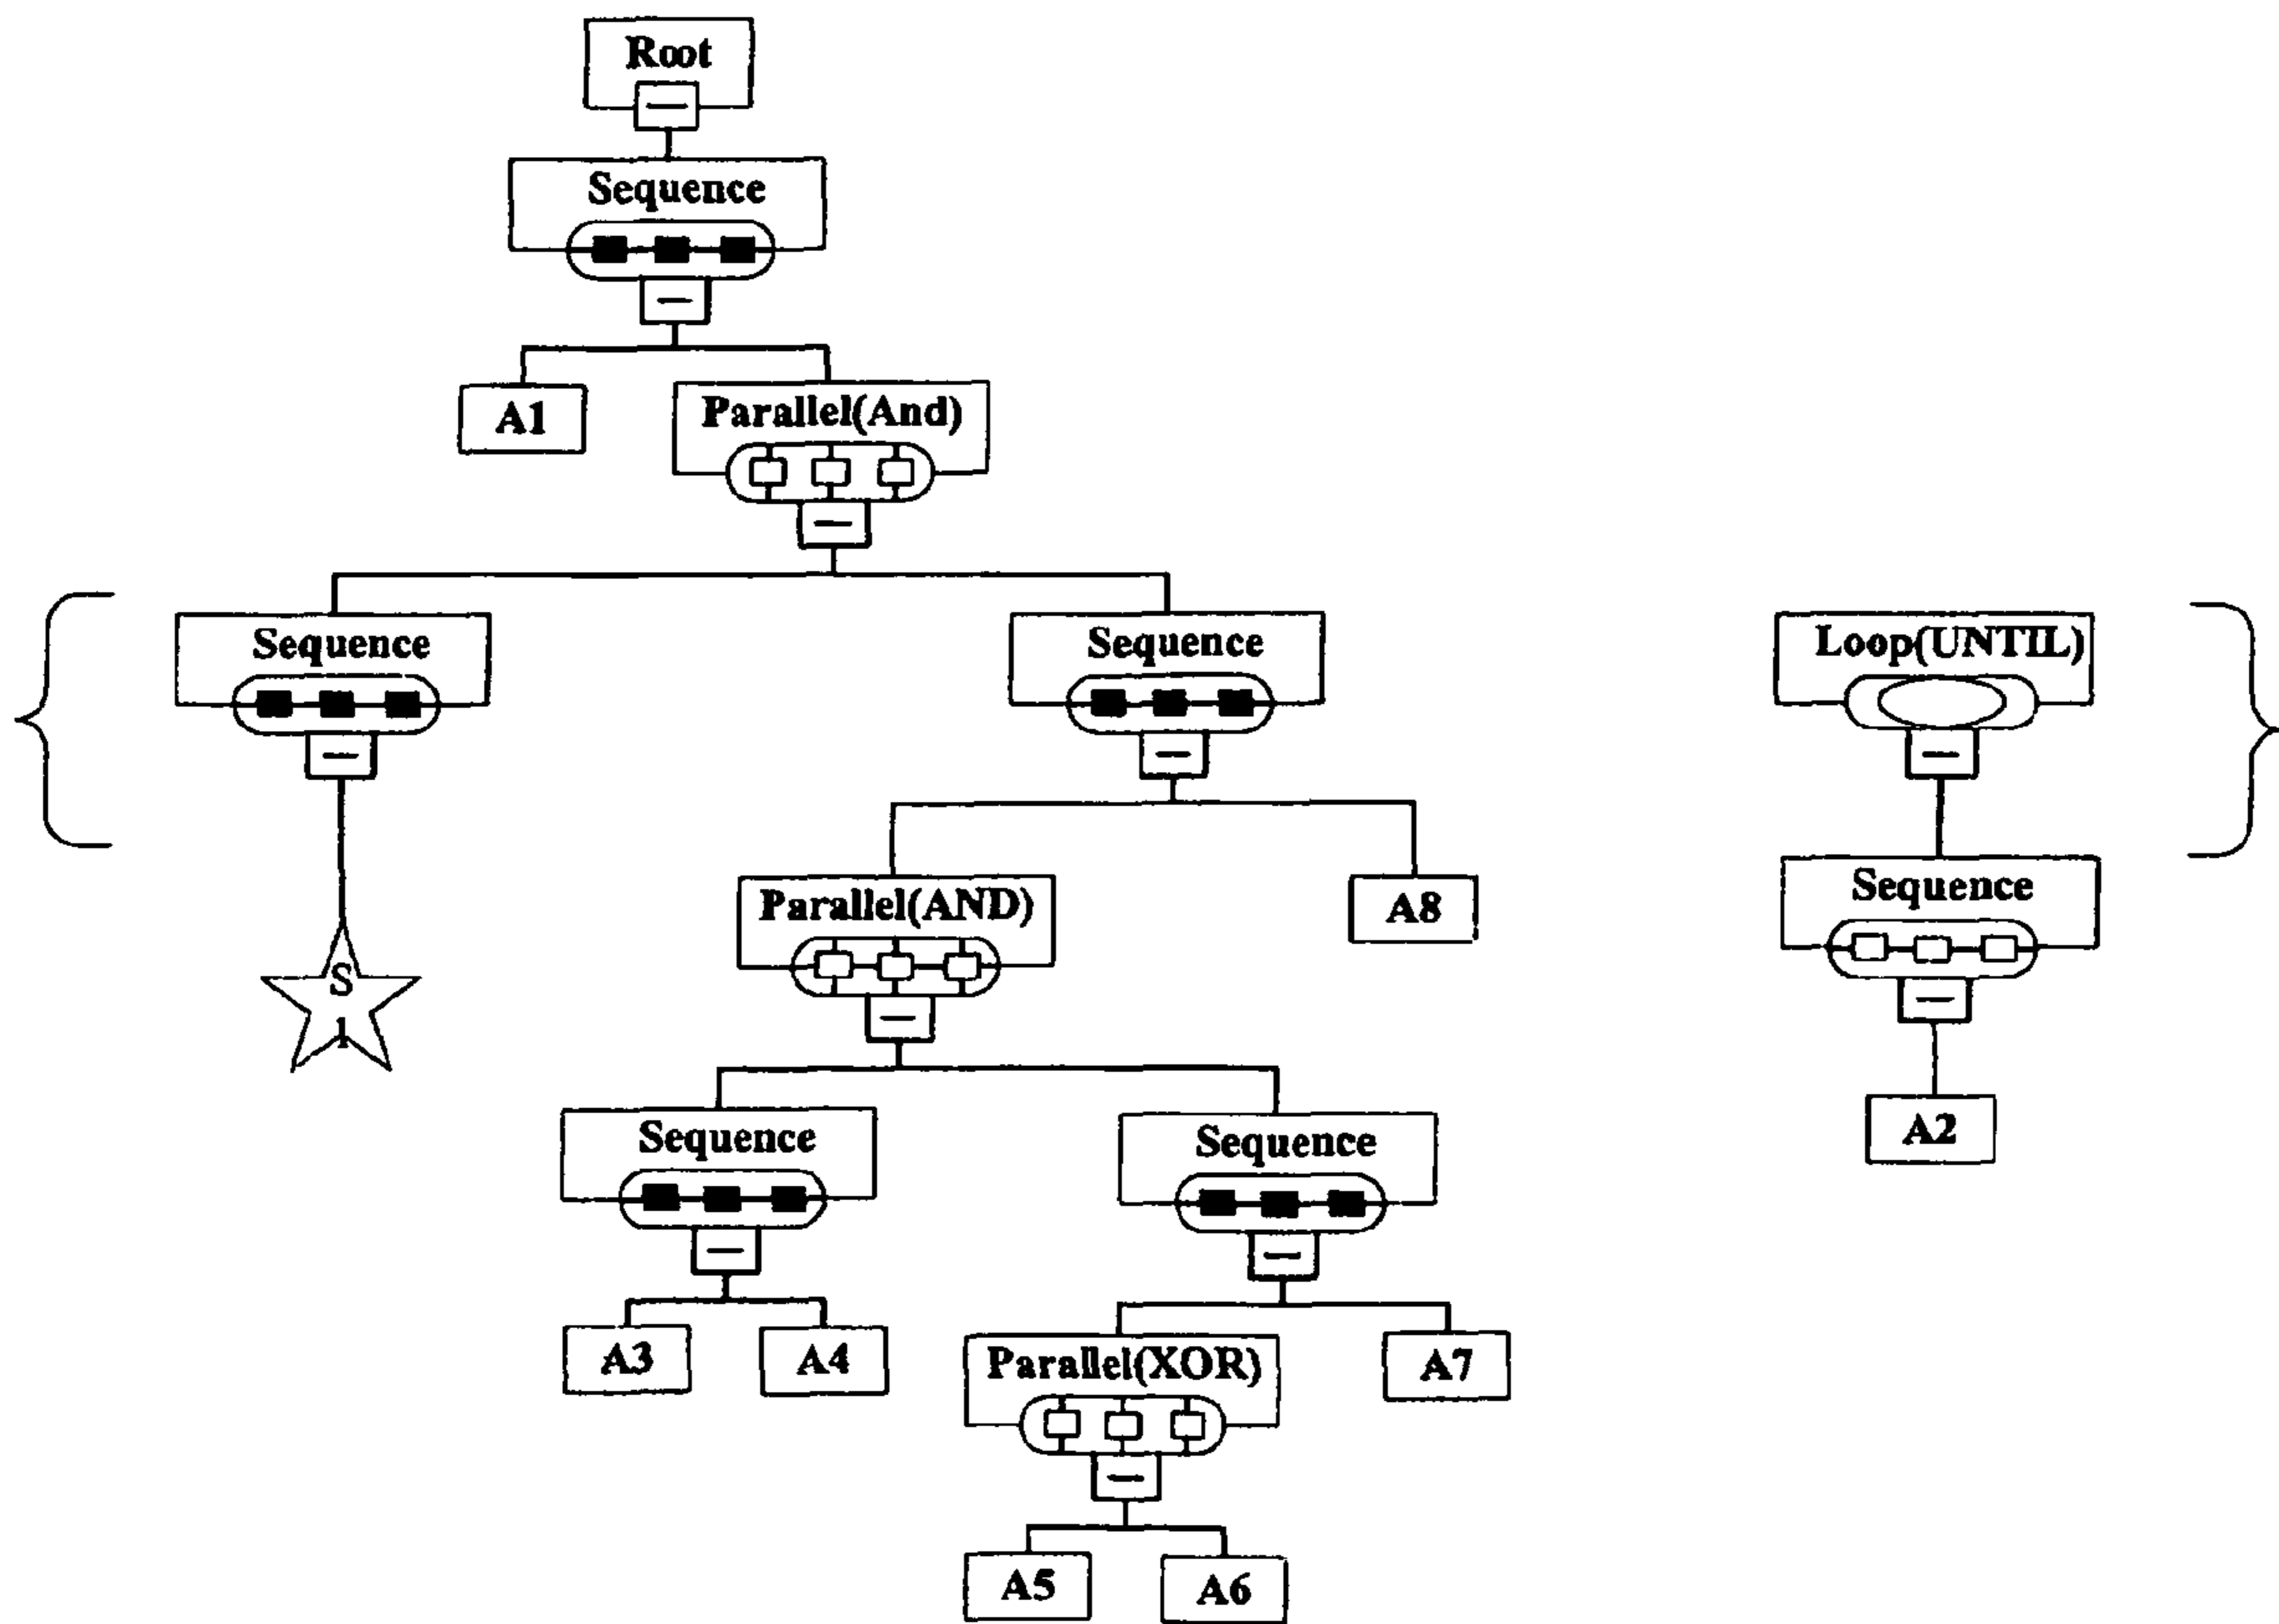 Root
Sequence
A1
Parallel(And)
Sequence
Sequence
Loop(UNTIL)
Parallel(AND)
A8
Sequence
S
1
A2
Sequence
Sequence
A3
A4
Parallel(XOR)
A7
A5
A6